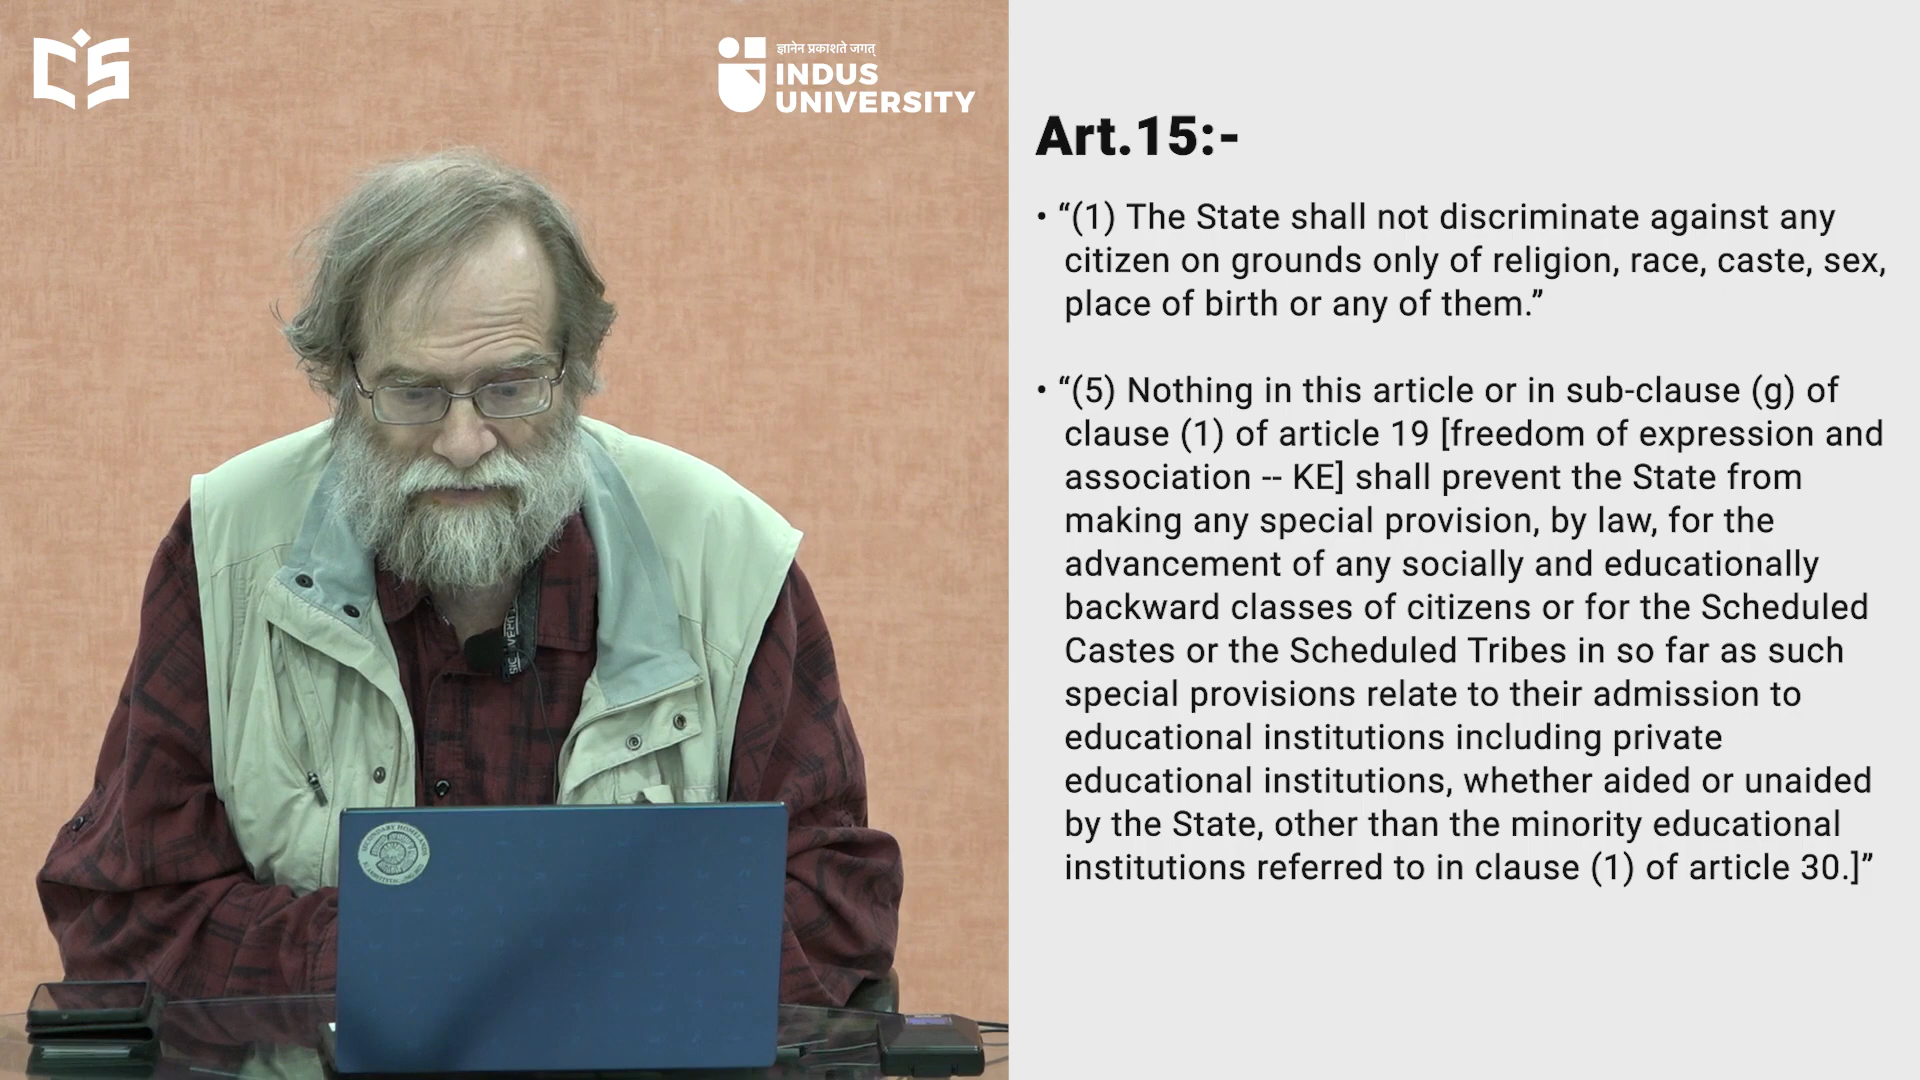 ज्ञानेन प्रकाशते जगत्
INDUS
UNIVERSITY
Art.15:-
• “(1) The State shall not discriminate against any
citizen on grounds only of religion, race, caste, sex,
place of birth or any of them.”
• “(5) Nothing in this article or in sub-clause (g) of
clause (1) of article 19 [freedom of expression and
association -- KE] shall prevent the State from
making any special provision, by law, for the
advancement of any socially and educationally
backward classes of citizens or for the Scheduled
Castes or the Scheduled Tribes in so far as such
special provisions relate to their admission to
educational institutions including private
educational institutions, whether aided or unaided
by the State, other than the minority educational
institutions referred to in clause (1) of article 30.]”